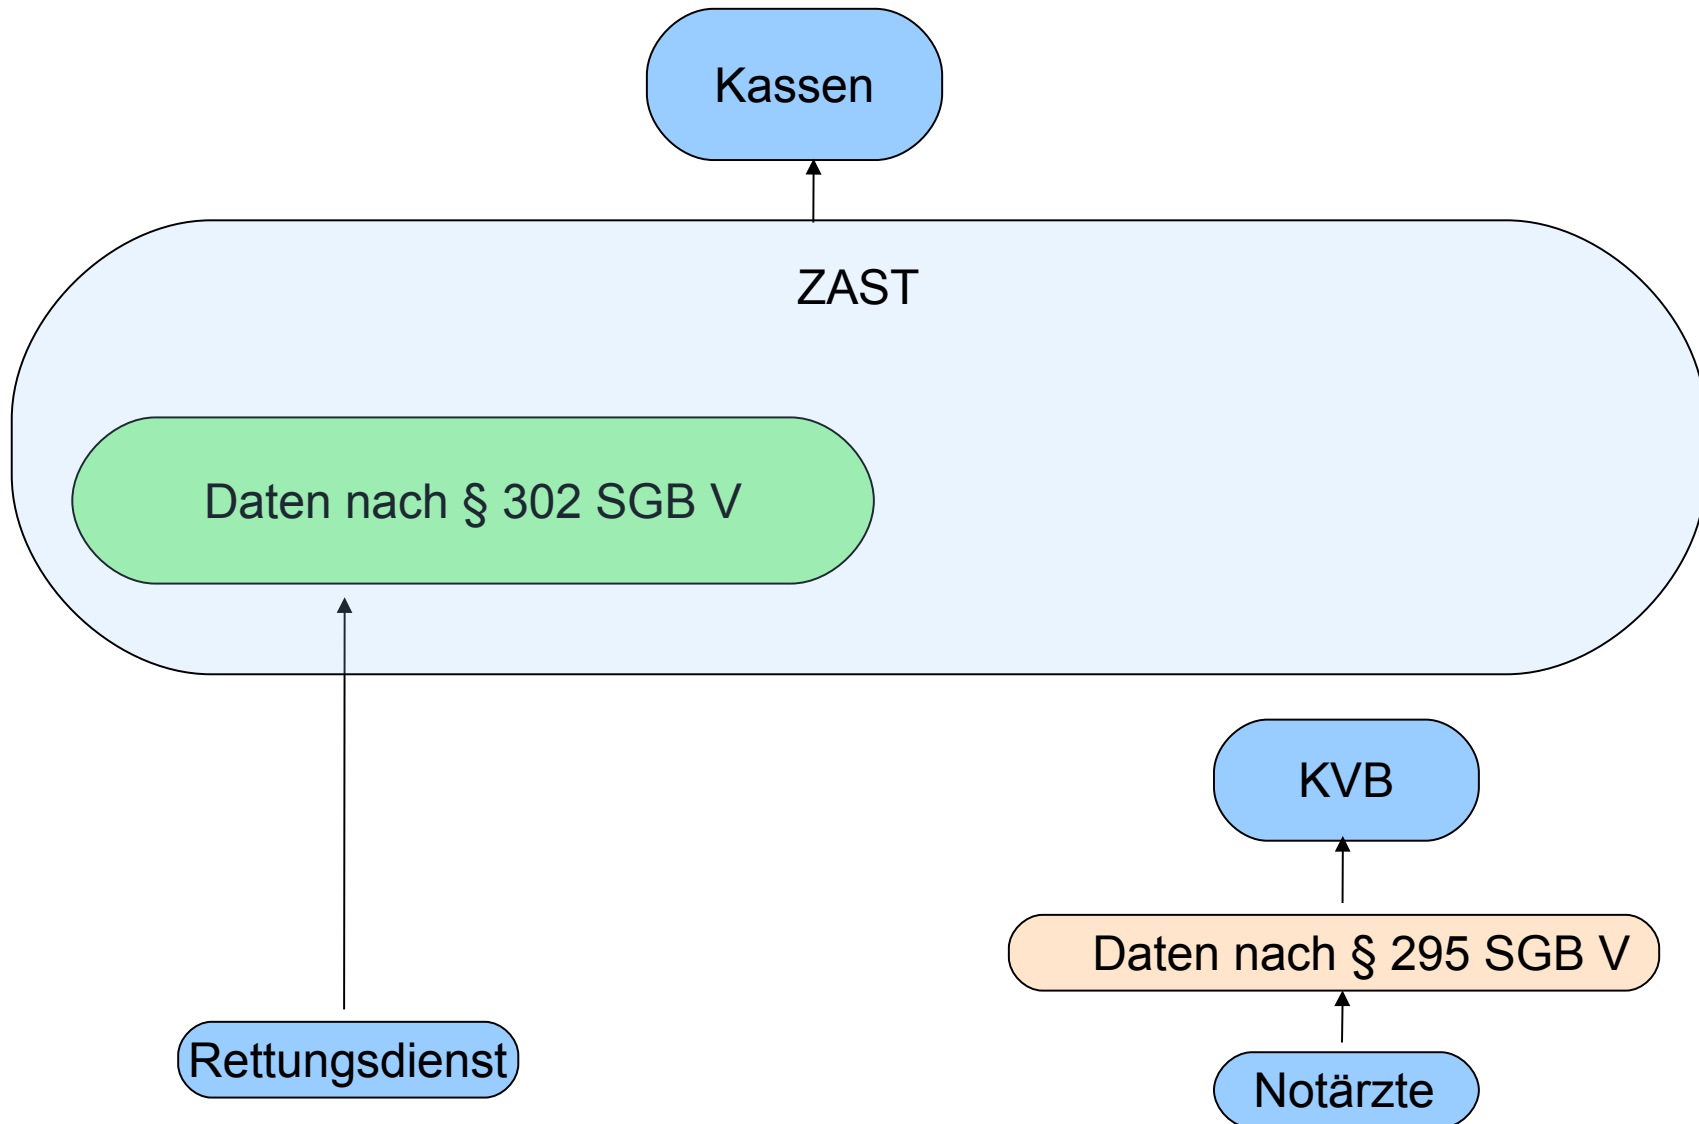 Kassen
ZAST
Daten nach § 302 SGB V
KVB
Daten nach § 295 SGB V
Rettungsdienst
Notärzte